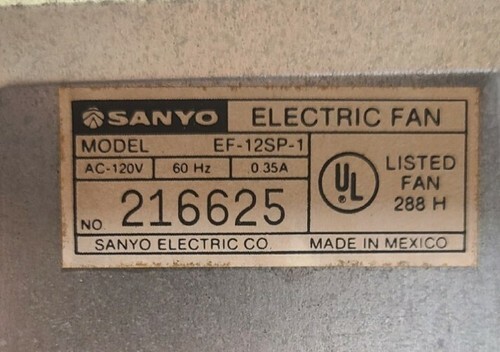 SANYO ELECTRIC FAN
MODEL EF-12SP-1
AC-120V 60 Hz 0.35A
NO. 216625
UL
®
LISTED
FAN
288 H
SANYO ELECTRIC CO. MADE IN MEXICO